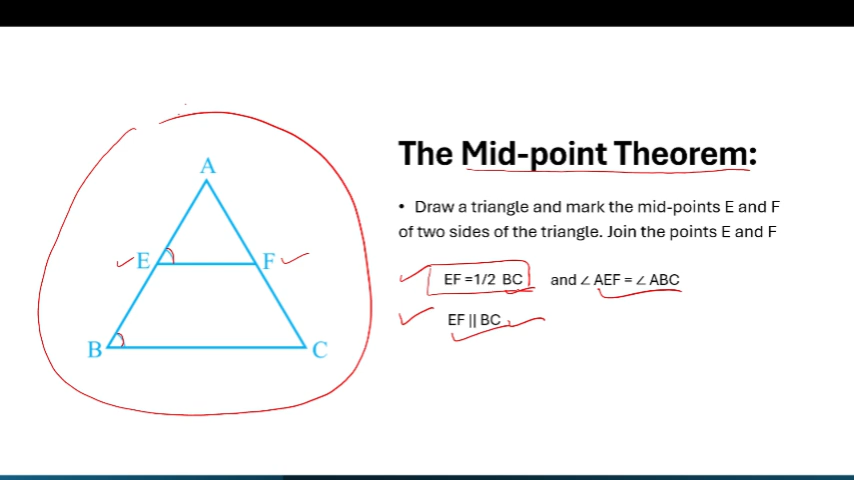 The Mid-point Theorem:
• Draw a triangle and mark the mid-points E and F
of two sides of the triangle. Join the points E and F
EF =1/2 BC and ∠ AEF = ∠ ABC
EF || BC
A
E F
B C